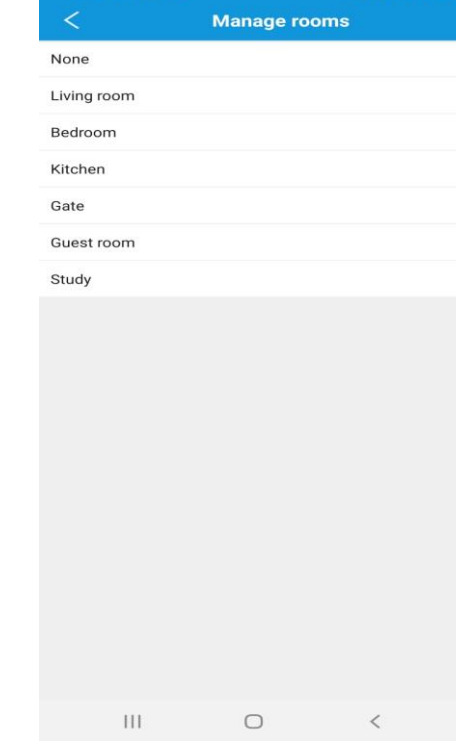 Manage rooms
None
Living room
Bedroom
Kitchen
Gate
Guest room
Study